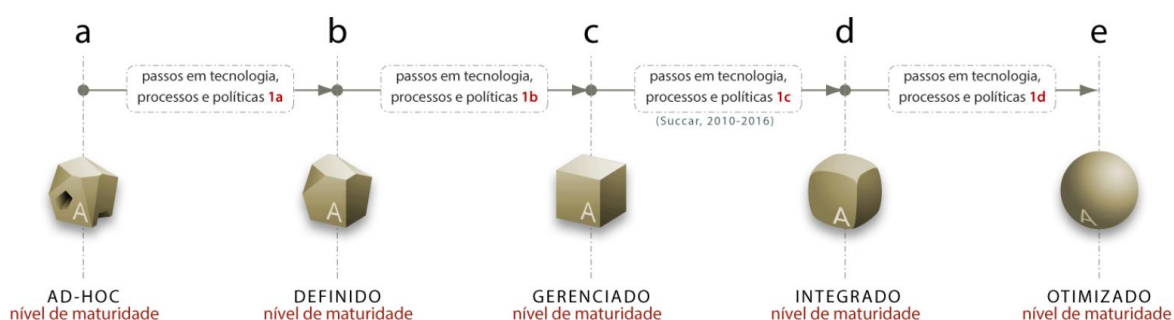 a
b
c
d
e
passos em tecnologia,
processos e políticas 1a
passos em tecnologia,
processos e políticas 1b
passos em tecnologia,
processos e políticas 1c
(Succar, 2010-2016)
passos em tecnologia,
processos e políticas 1d
A
A
A
A
A
AD-HOC
nível de maturidade
DEFINIDO
nível de maturidade
GERENCIADO
nível de maturidade
INTEGRADO
nível de maturidade
OTIMIZADO
nível de maturidade